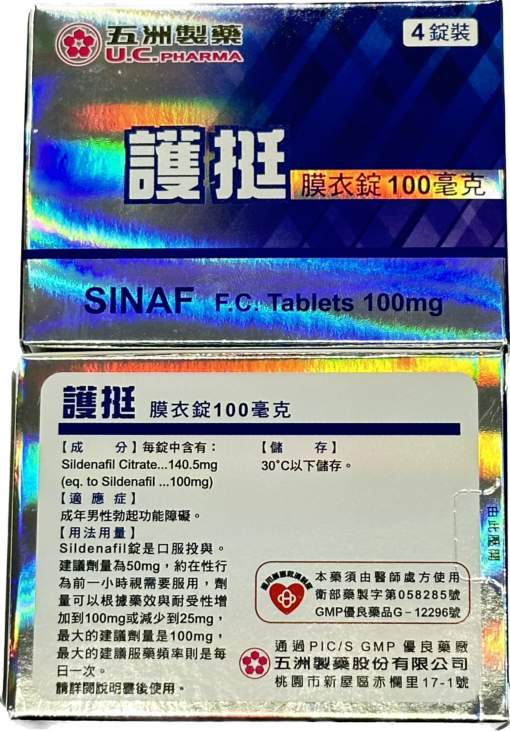 五洲製藥
U.C. PHARMA
4錠裝
護挺 膜衣錠100毫克
SINAF F.C. Tablets 100mg
護挺 膜衣錠100毫克
【成 分】每錠中含有:
Sildenafil Citrate...140.5mg
(eq. to Sildenafil ...100mg)
【適應症】
成年男性勃起功能障礙。
【用法用量】
Sildenafil錠是口服投與。
建議劑量為50mg,約在性行
為前一小時視需要服用,劑
量可以根據藥效與耐受性增
加到100mg或減少到25mg,
最大的建議劑量是100mg,
最大的建議服藥頻率則是每
日一次。
請詳閱說明書後使用。
【儲 存】
30°C以下儲存。
由此壓開
本藥須由醫師處方使用
衛部藥製字第058285號
GMP優良藥品G-12296號
通過PIC/S GMP 優良藥廠
五洲製藥股份有限公司
桃園市新屋區赤欄里17-1號